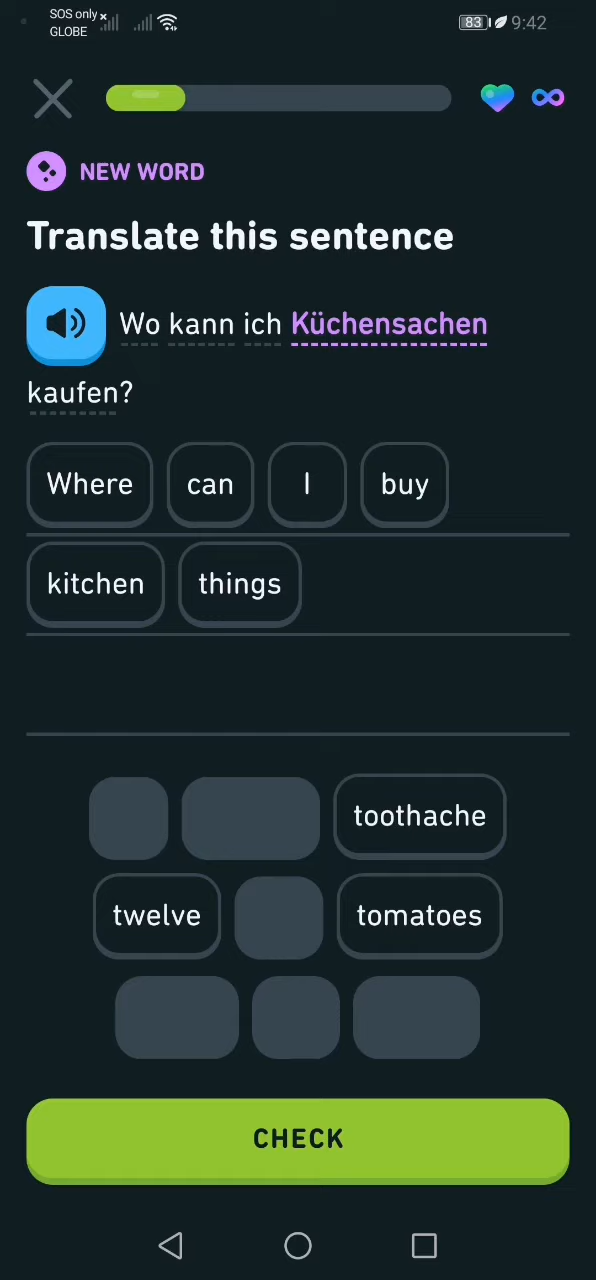 SOS only
GLOBE
83
9:42
NEW WORD
Translate this sentence
Wo kann ich Küchensachen
kaufen?
Where can I buy
kitchen things
toothache
twelve tomatoes
CHECK